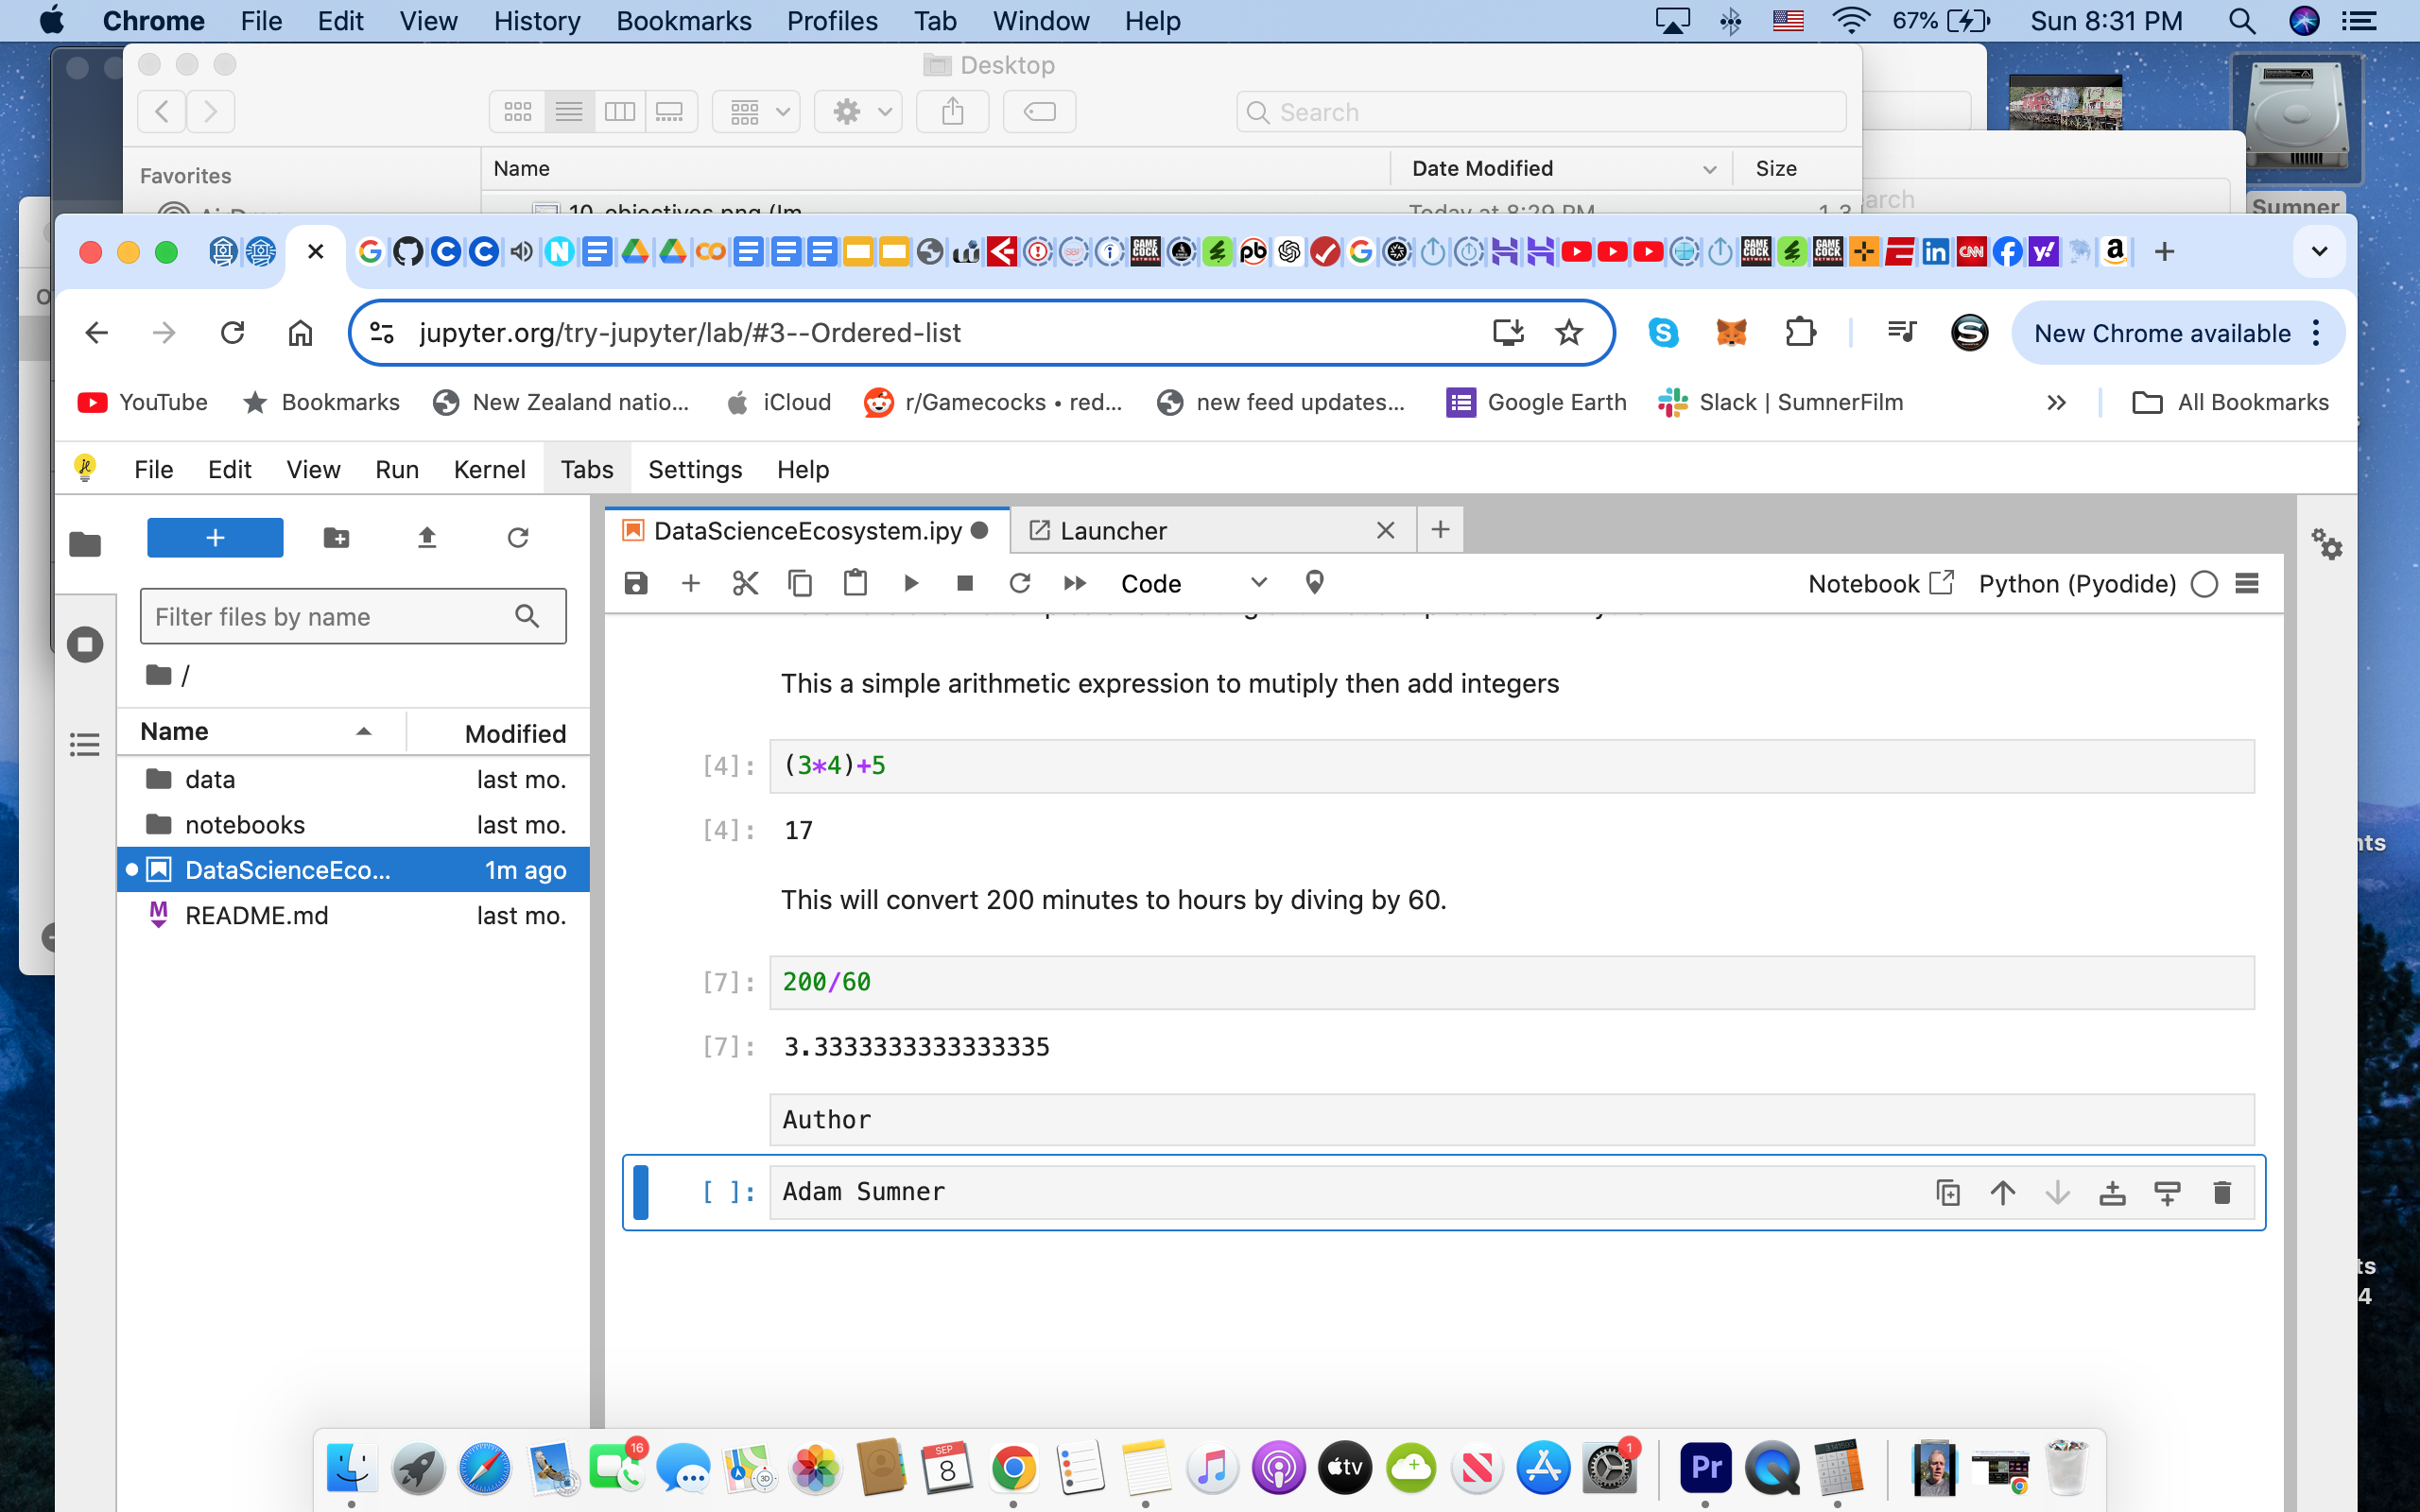 Chrome File Edit View History Bookmarks Profiles Tab Window Help 67% Sun 8:31 PM
Desktop
Search
Favorites Name Date Modified Size
Sumner
jupyter.org/try-jupyter/lab/#3--Ordered-list New Chrome available
YouTube Bookmarks New Zealand natio... iCloud r/Gamecocks • red... new feed updates... Google Earth Slack | SumnerFilm All Bookmarks
File Edit View Run Kernel Tabs Settings Help
DataScienceEcosystem.ipy Launcher
Code Notebook Python (Pyodide)
Filter files by name
/
Name Modified
data last mo.
notebooks last mo.
DataScienceEco... 1m ago
README.md last mo.
This a simple arithmetic expression to mutiply then add integers
[4]: (3*4)+5
[4]: 17
This will convert 200 minutes to hours by diving by 60.
[7]: 200/60
[7]: 3.3333333333333335
Author
[ ]: Adam Sumner
16 SEP 8 tv 1 Pr